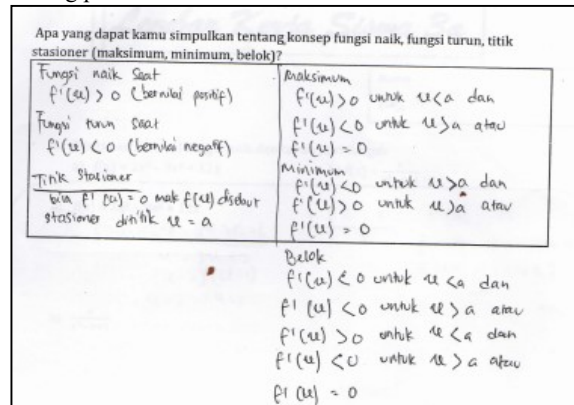 Apa yang dapat kamu simpulkan tentang konsep fungsi naik, fungsi turun, titik
stasioner (maksimum, minimum, belok)?
Fungsi naik saat
f'(x) > 0 (bernilai positif)
Fungsi turun saat
f'(x) < 0 (bernilai negatif)
Titik Stasioner
bila f'(x) = 0 mak f(x) disebut
stasioner dititik x = a
Maksimum
f'(x) > 0 untuk x < a dan
f'(x) < 0 untuk x > a atau
f'(x) = 0
Minimum
f'(x) < 0 untuk x > a dan
f'(x) > 0 untuk x > a atau
f'(x) = 0
Belok
f'(x) < 0 untuk x < a dan
f'(x) < 0 untuk x > a atau
f'(x) > 0 untuk x < a dan
f'(x) < 0 untuk x > a atau
f'(x) = 0